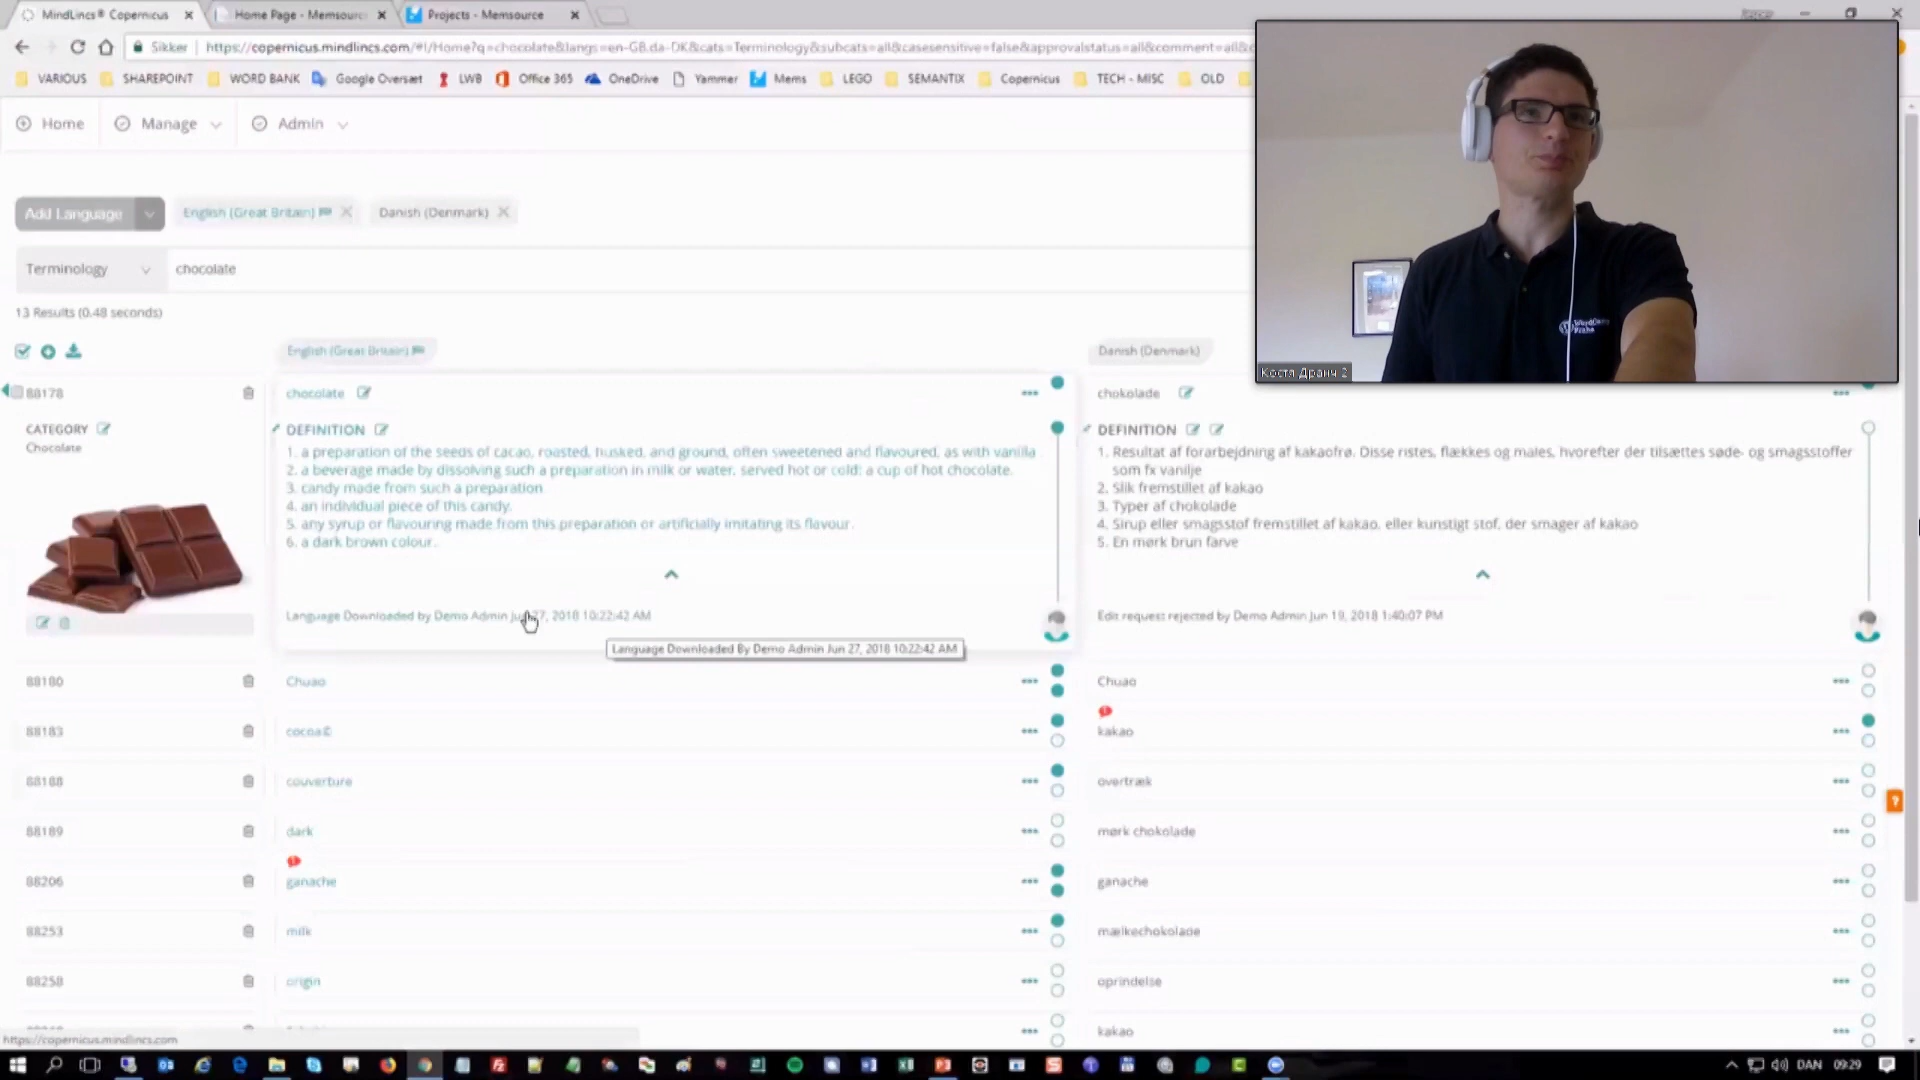 MindLincs® Copernicus
Home Page - Memsource
Projects - Memsource
Sikker
https://copernicus.mindlincs.com/#!/Home?q=chocolate&langs=en-GB,da-DK&cats=Terminology&subcats=all&casesensitive=false&approvalstatus=all&comment=all&
VARIOUS
SHAREPOINT
WORD BANK
Google Oversæt
LWB
Office 365
OneDrive
Yammer
Mems
LEGO
SEMANTIX
Copernicus
TECH - MISC
OLD
Home
Manage
Admin
Костя Дранч 2
Add Language
English (Great Britain)
Danish (Denmark)
Terminology
chocolate
13 Results (0.48 seconds)
English (Great Britain)
Danish (Denmark)
88178
chocolate
chokolade
CATEGORY
Chocolate
DEFINITION
1. a preparation of the seeds of cacao, roasted, husked, and ground, often sweetened and flavoured, as with vanilla
2. a beverage made by dissolving such a preparation in milk or water, served hot or cold: a cup of hot chocolate.
3. candy made from such a preparation
4. an individual piece of this candy.
5. any syrup or flavouring made from this preparation or artificially imitating its flavour.
6. a dark brown colour.
DEFINITION
1. Resultat af forarbejdning af kakaofrø. Disse ristes, flækkes og males, hvorefter der tilsættes søde- og smagsstoffer
som fx vanilje
2. Slik fremstillet af kakao
3. Typer af chokolade
4. Sirup eller smagsstof fremstillet af kakao, eller kunstigt stof, der smager af kakao
5. En mørk brun farve
Language Downloaded by Demo Admin Jun 27, 2018 10:22:42 AM
Edit request rejected by Demo Admin Jun 19, 2018 1:40:07 PM
Language Downloaded By Demo Admin Jun 27, 2018 10:22:42 AM
88180
Chuao
Chuao
88183
cocoa
kakao
88188
couverture
overtræk
88189
dark
mørk chokolade
88206
ganache
ganache
88253
milk
mælkechokolade
88258
origin
oprindelse
kakao
https://copernicus.mindlincs.com
DAN
09:29